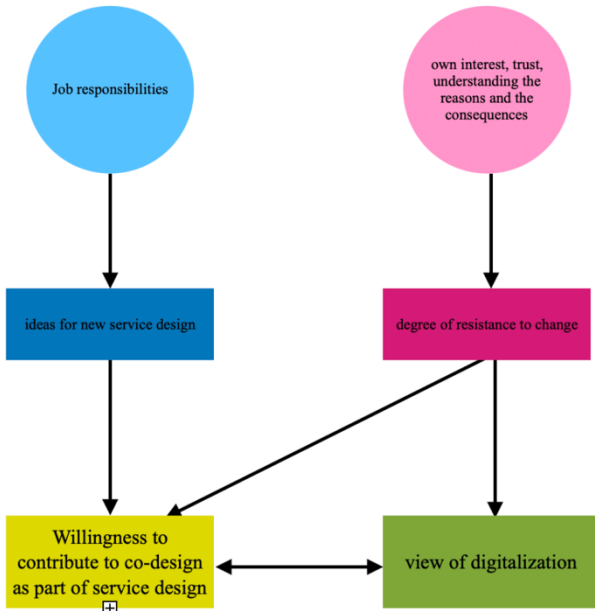 Job responsibilities
own interest, trust,
understanding the
reasons and the
consequences
ideas for new service design
degree of resistance to change
Willingness to
contribute to co-design
as part of service design
view of digitalization